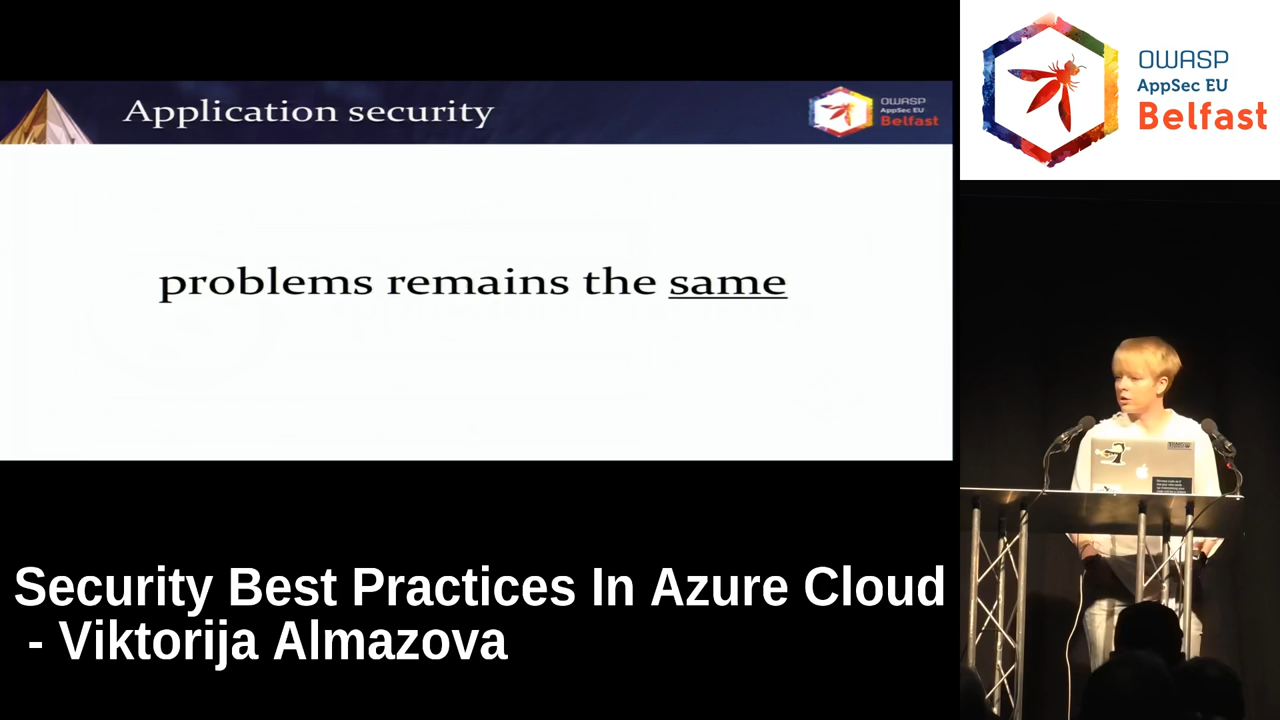 Application security
OWASP
AppSec EU
Belfast
problems remains the same
OWASP
AppSec EU
Belfast
Security Best Practices In Azure Cloud
- Viktorija Almazova